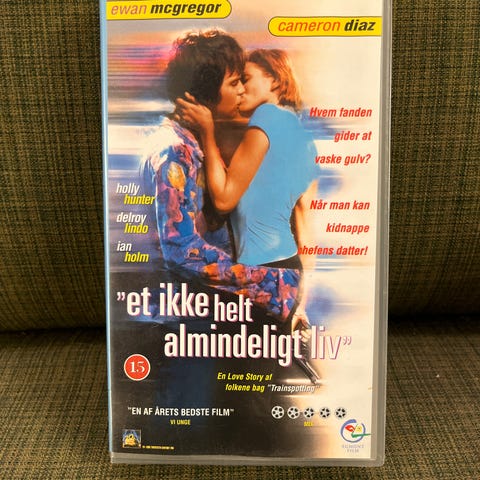 ewan mcgregor
cameron diaz
Hvem fanden
gider at
vaske gulv?
Når man kan
kidnappe
chefens datter!
holly
hunter
delroy
lindo
ian
holm
"et ikke helt
almindeligt liv"
15
En Love Story af
folkene bag "Trainspotting"
"EN AF ÅRETS BEDSTE FILM"
VI UNGE
EGMONT
FILM